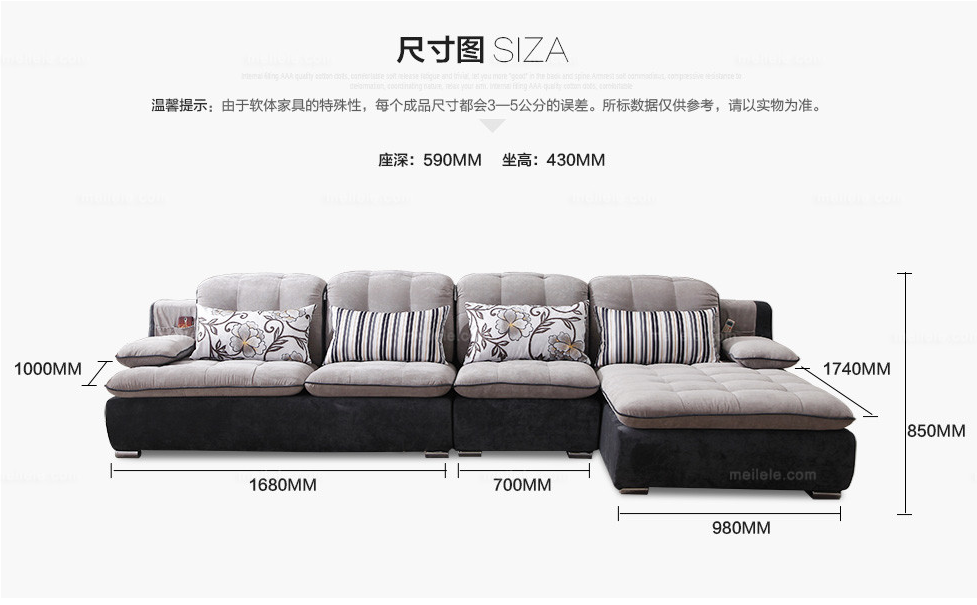 尺寸图 SIZA
温馨提示：由于软体家具的特殊性，每个成品尺寸都会3—5公分的误差。所标数据仅供参考，请以实物为准。
座深：590MM 坐高：430MM
meilele.com
1000MM
1740MM
850MM
1680MM
700MM
meilele.com
980MM